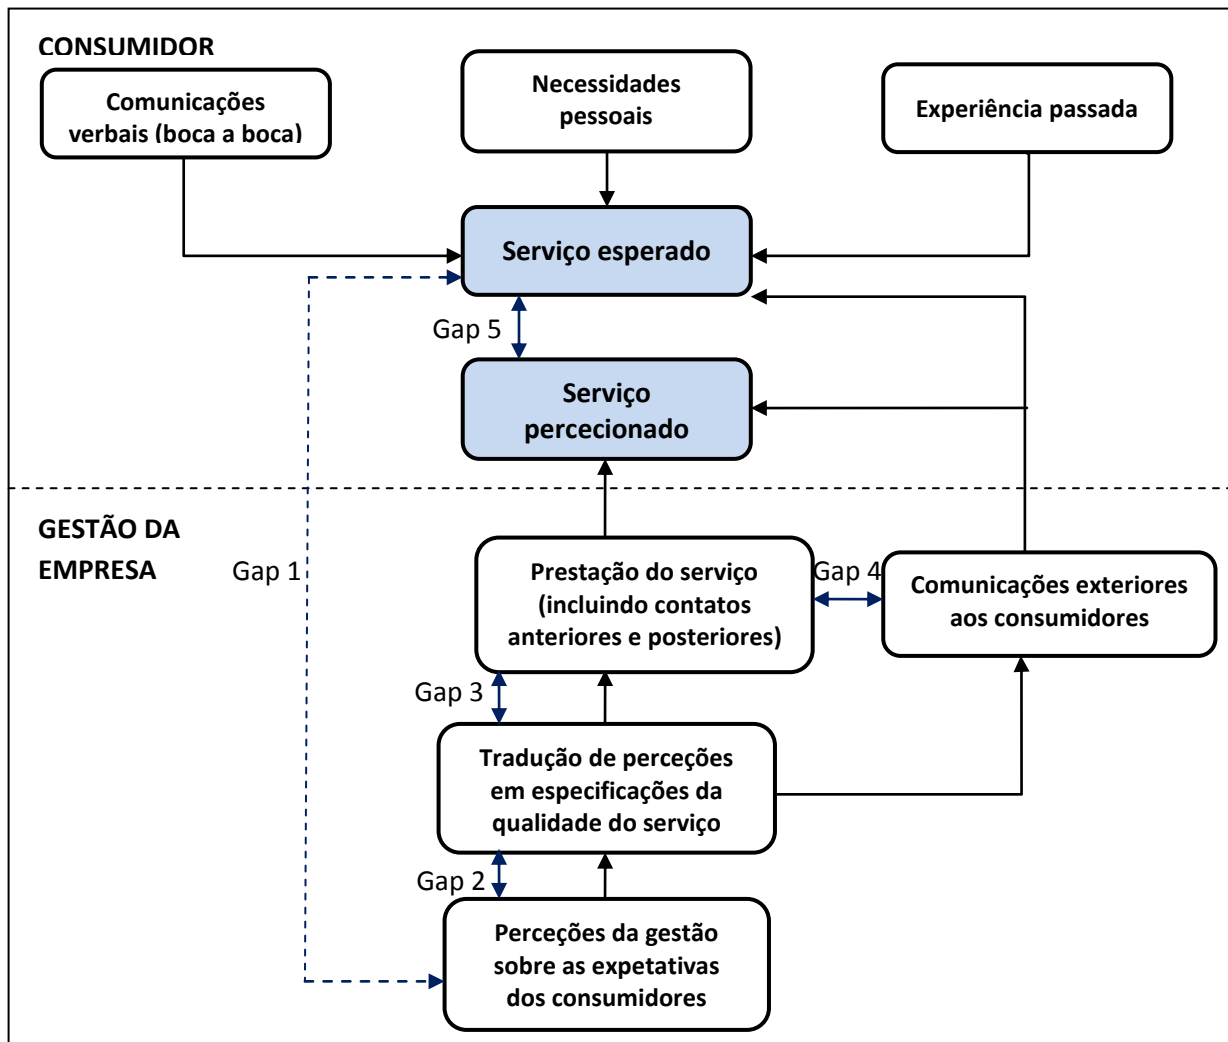 CONSUMIDOR
Comunicações
verbais (boca a boca)
Necessidades
pessoais
Experiência passada
Serviço esperado
Gap 5
Serviço
percecionado
GESTÃO DA
EMPRESA
Gap 1
Prestação do serviço
(incluindo contatos
anteriores e posteriores)
Gap 4
Comunicações exteriores
aos consumidores
Gap 3
Tradução de perceções
em especificações da
qualidade do serviço
Gap 2
Perceções da gestão
sobre as expetativas
dos consumidores